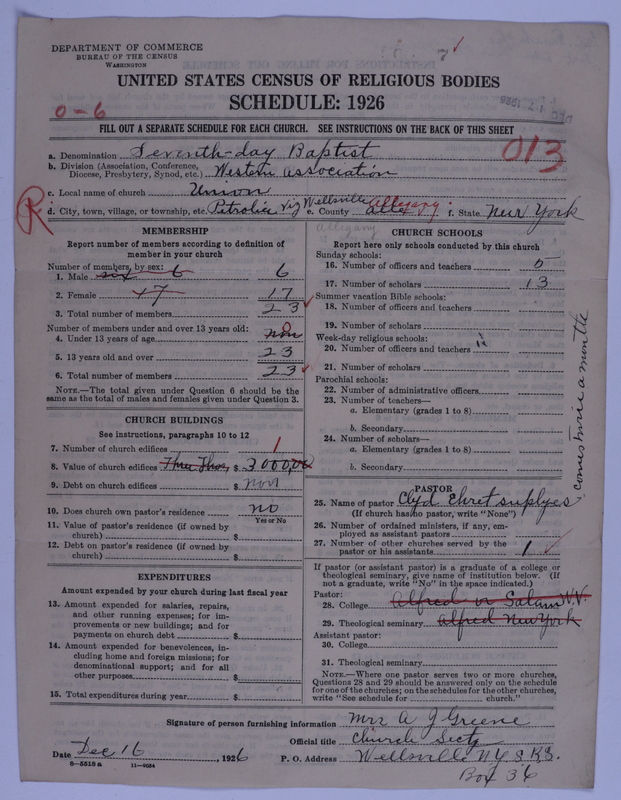 7 ✓
DEPARTMENT OF COMMERCE
BUREAU OF THE CENSUS
WASHINGTON
UNITED STATES CENSUS OF RELIGIOUS BODIES
SCHEDULE: 1926
0-6
FILL OUT A SEPARATE SCHEDULE FOR EACH CHURCH. SEE INSTRUCTIONS ON THE BACK OF THIS SHEET
013
a. Denomination Seventh-day Baptist
b. Division (Association, Conference, Diocese, Presbytery, Synod, etc.) Western Association
c. Local name of church Union
R
d. City, town, village, or township, etc. Petrolia viz Wellsville e. County Alle Allegany f. State New York
Allegany
MEMBERSHIP
Report number of members according to definition of
member in your church
Number of members, by sex:
1. Male six 6 6
2. Female 17 17
3. Total number of members 23 ✓
Number of members under and over 13 years old:
4. Under 13 years of age non 0
5. 13 years old and over 23
6. Total number of members 23 ✓
NOTE.—The total given under Question 6 should be the
same as the total of males and females given under Question 3.
CHURCH BUILDINGS
See instructions, paragraphs 10 to 12
7. Number of church edifices 1
8. Value of church edifices Three Thou $ 3000,00
9. Debt on church edifices $ non
10. Does church own pastor's residence no
Yes or No
11. Value of pastor's residence (if owned by
church) $
12. Debt on pastor's residence (if owned by
church) $
EXPENDITURES
Amount expended by your church during last fiscal year
13. Amount expended for salaries, repairs,
and other running expenses; for im-
provements or new buildings; and for
payments on church debt $
14. Amount expended for benevolences, in-
cluding home and foreign missions; for
denominational support; and for all
other purposes $
15. Total expenditures during year $
CHURCH SCHOOLS
Report here only schools conducted by this church
Sunday schools:
16. Number of officers and teachers 5
17. Number of scholars 13
Summer vacation Bible schools:
18. Number of officers and teachers
19. Number of scholars
Week-day religious schools:
20. Number of officers and teachers "
21. Number of scholars
Parochial schools:
22. Number of administrative officers
23. Number of teachers—
a. Elementary (grades 1 to 8)
b. Secondary
24. Number of scholars—
a. Elementary (grades 1 to 8)
b. Secondary
PASTOR
25. Name of pastor Clyd Ehret suplyes
comes twice a month
(If church has no pastor, write "None")
26. Number of ordained ministers, if any, em-
ployed as assistant pastors
27. Number of other churches served by the
pastor or his assistants 1 ✓
If pastor (or assistant pastor) is a graduate of a college or
theological seminary, give name of institution below. (If
not a graduate, write "No" in the space indicated.)
Pastor:
28. College Alfred or Salum W.V.
29. Theological seminary Alfred New York
Assistant pastor:
30. College
31. Theological seminary
NOTE.—Where one pastor serves two or more churches,
Questions 28 and 29 should be answered only on the schedule
for one of the churches; on the schedules for the other churches,
write "See schedule for church."
Signature of person furnishing information Mrs A J Greene
Official title Church Secty
Date Dec 16, 1926 P. O. Address Wellsville N.Y.
Box 36
8-5318a 11-9034